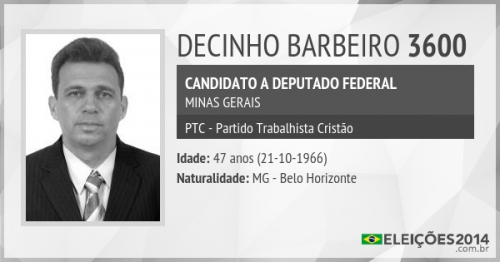 DECINHO BARBEIRO 3600
CANDIDATO A DEPUTADO FEDERAL
MINAS GERAIS
PTC - Partido Trabalhista Cristão
Idade: 47 anos (21-10-1966)
Naturalidade: MG - Belo Horizonte
ELEIÇÕES2014
.com.br